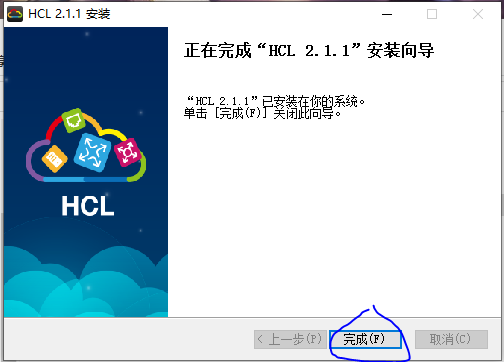 HCL 2.1.1 安装
正在完成“HCL 2.1.1”安装向导
“HCL 2.1.1”已安装在你的系统。
单击 [完成(F)] 关闭此向导。
HCL
< 上一步(P) 完成(F) 取消(C)